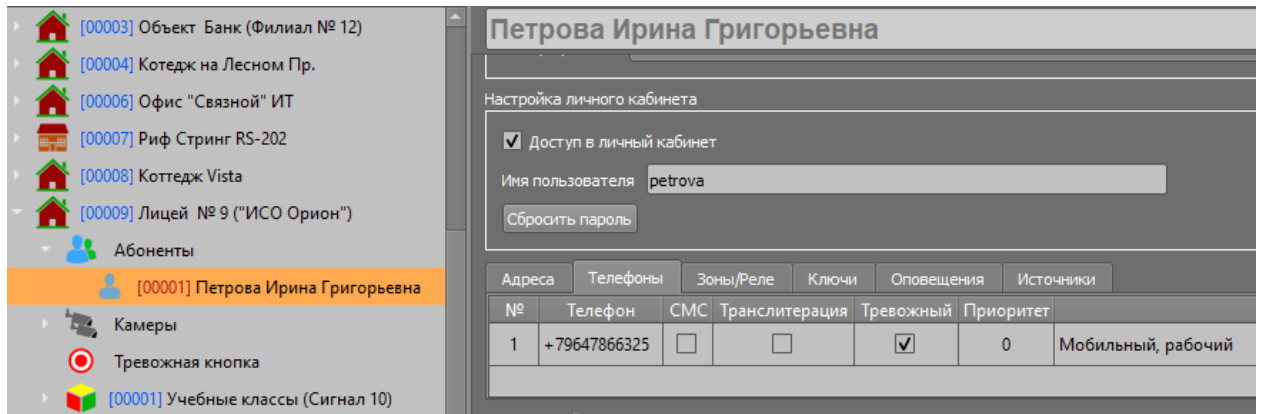 [00003] Объект Банк (Филиал № 12)
[00004] Котедж на Лесном Пр.
[00006] Офис "Связной" ИТ
[00007] Риф Стринг RS-202
[00008] Коттедж Vista
[00009] Лицей № 9 ("ИСО Орион")
Абоненты
[00001] Петрова Ирина Григорьевна
Камеры
Тревожная кнопка
[00001] Учебные классы (Сигнал 10)
Петрова Ирина Григорьевна
Настройка личного кабинета
Доступ в личный кабинет
Имя пользователя petrova
Сбросить пароль
Адреса Телефоны Зоны/Реле Ключи Оповещения Источники
№ Телефон СМС Транслитерация Тревожный Приоритет
1 +79647866325 0 Мобильный, рабочий